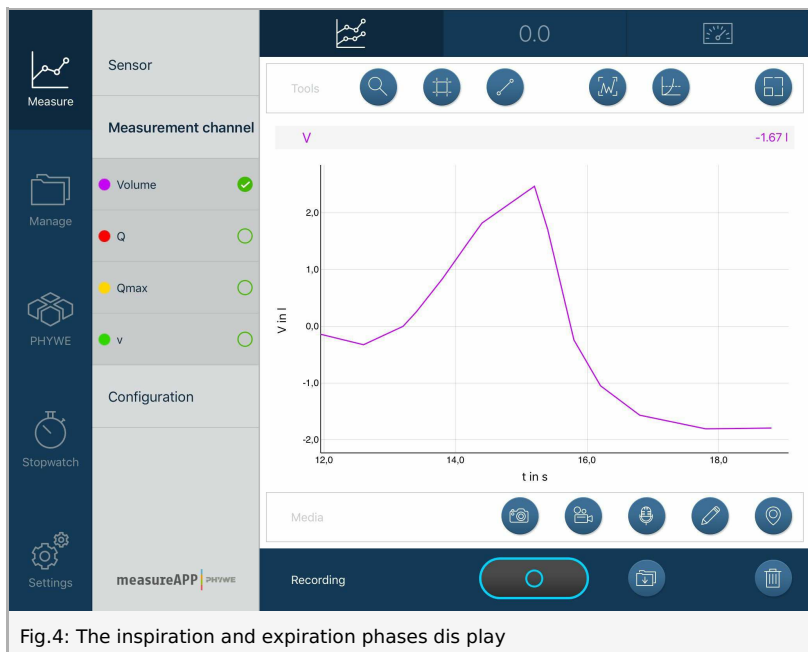 0.0
Measure
Sensor
Measurement channel
Volume
Q
Qmax
v
Configuration
Manage
PHYWE
Stopwatch
Settings
measureAPP PHYWE
Tools
V -1.67 l
2,0
1,0
0,0
-1,0
-2,0
V in l
12,0 14,0 16,0 18,0
t in s
Media
Recording
Fig.4: The inspiration and expiration phases dis play